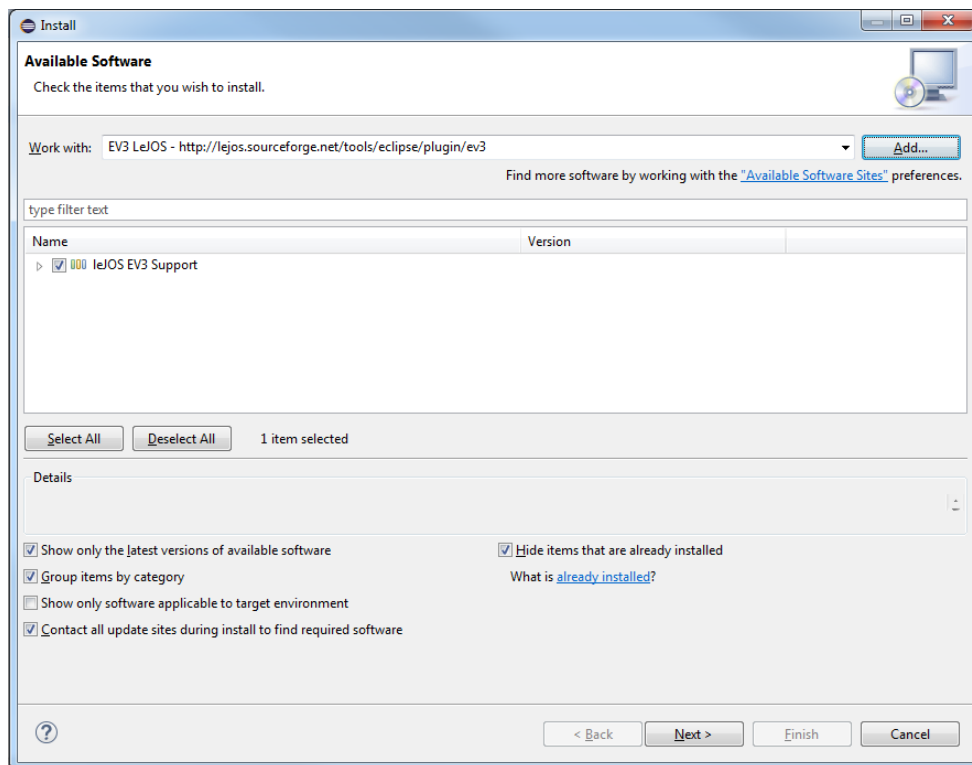 Install
Available Software
Check the items that you wish to install.
Work with: EV3 LeJOS - http://lejos.sourceforge.net/tools/eclipse/plugin/ev3 Add...
Find more software by working with the "Available Software Sites" preferences.
type filter text
Name Version
leJOS EV3 Support
Select All Deselect All 1 item selected
Details
Show only the latest versions of available software Hide items that are already installed
Group items by category What is already installed?
Show only software applicable to target environment
Contact all update sites during install to find required software
? < Back Next > Finish Cancel